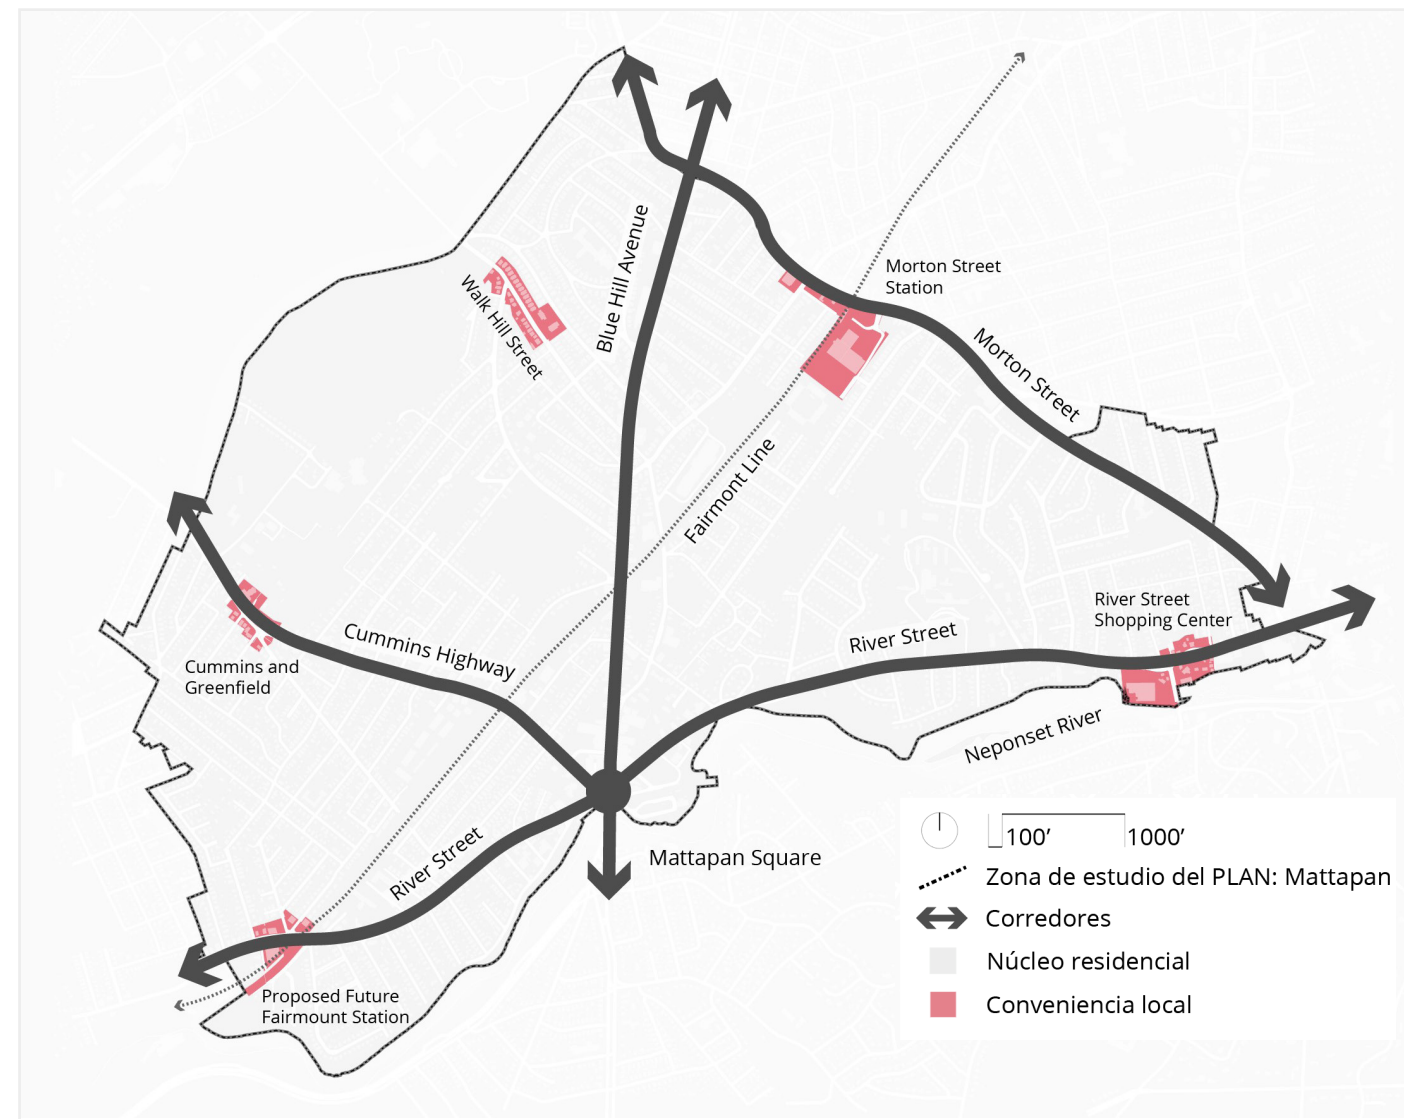 Blue Hill Avenue
Morton Street
Station
Walk Hill Street
Morton Street
Fairmont Line
River Street
Shopping Center
Cummins Highway
River Street
Cummins and
Greenfield
Neponset River
River Street
Mattapan Square
Proposed Future
Fairmount Station
100’ 1000’
Zona de estudio del PLAN: Mattapan
Corredores
Núcleo residencial
Conveniencia local